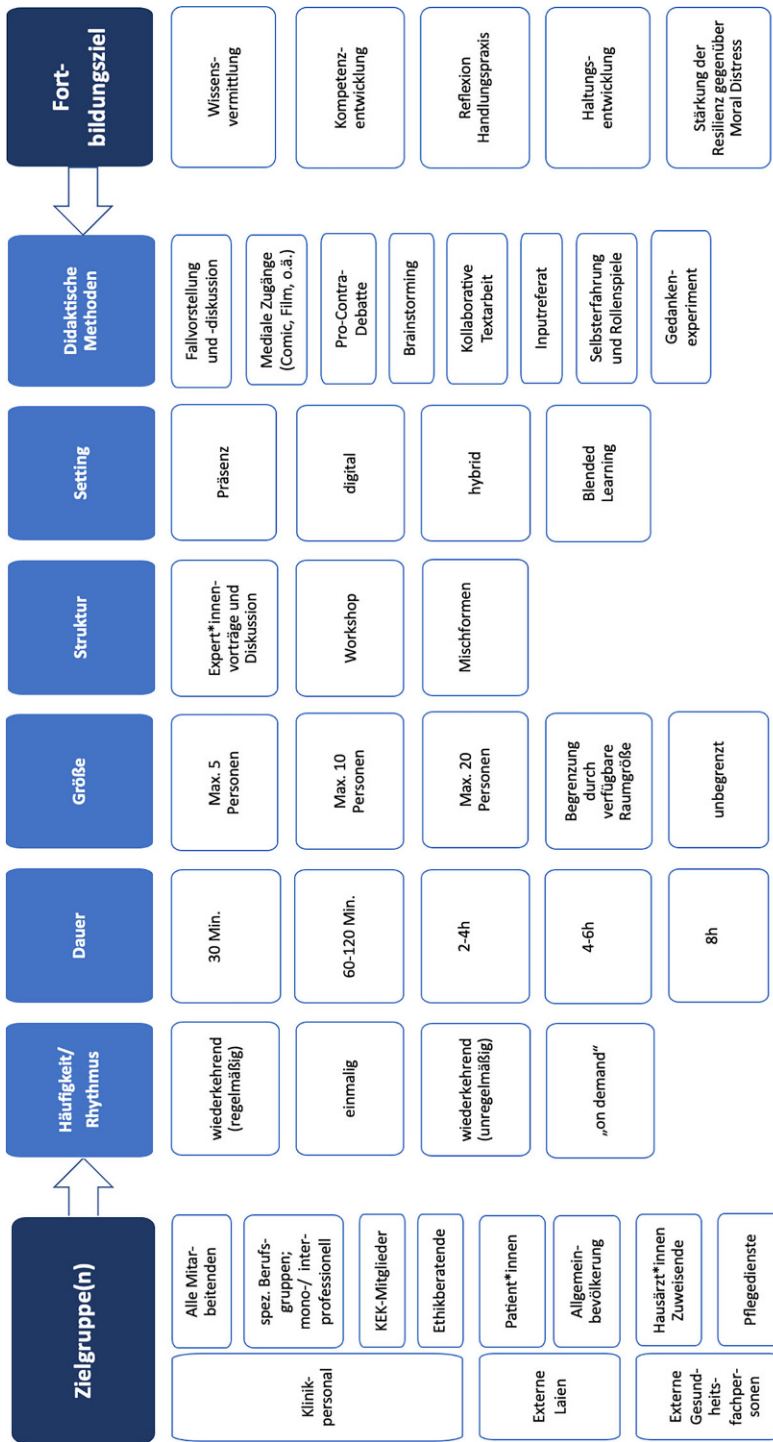 Zielgruppe(n)
Klinik-
personal
Alle Mitar-
beitenden
spez. Berufs-
gruppen;
mono-/ inter-
professionell
KEK-Mitglieder
Ethikberatende
Externe
Laien
Patient*innen
Allgemein-
bevölkerung
Externe
Gesund-
heits-
fachper-
sonen
Hausärzt*innen
Zuweisende
Pflegedienste
Häufigkeit/
Rhythmus
wiederkehrend
(regelmäßig)
einmalig
wiederkehrend
(unregelmäßig)
„on demand“
Dauer
30 Min.
60-120 Min.
2-4h
4-6h
8h
Größe
Max. 5
Personen
Max. 10
Personen
Max. 20
Personen
Begrenzung
durch
verfügbare
Raumgröße
unbegrenzt
Struktur
Expert*innen-
vorträge und
Diskussion
Workshop
Mischformen
Setting
Präsenz
digital
hybrid
Blended
Learning
Didaktische
Methoden
Fallvorstellung
und -diskussion
Mediale Zugänge
(Comic, Film, o.ä.)
Pro-Contra-
Debatte
Brainstorming
Kollaborative
Textarbeit
Inputreferat
Selbsterfahrung
und Rollenspiele
Gedanken-
experiment
Fort-
bildungsziel
Wissens-
vermittlung
Kompetenz-
entwicklung
Reflexion
Handlungspraxis
Haltungs-
entwicklung
Stärkung der
Resilienz gegenüber
Moral Distress